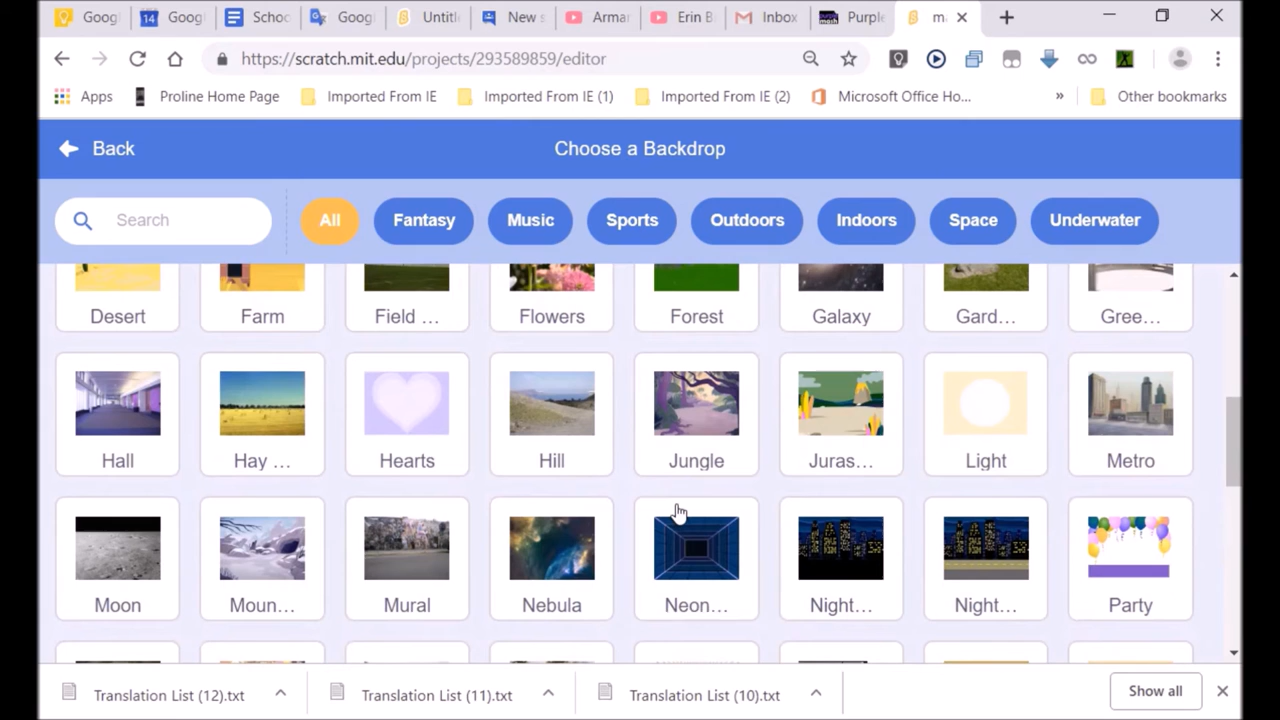 Googl
14
Googl
Schoo
Googl
Untitl
New s
Armar
Erin B
Inbox
Purple
m
https://scratch.mit.edu/projects/293589859/editor
Apps
Proline Home Page
Imported From IE
Imported From IE (1)
Imported From IE (2)
Microsoft Office Ho...
»
Other bookmarks
Back
Choose a Backdrop
Search
All
Fantasy
Music
Sports
Outdoors
Indoors
Space
Underwater
Desert
Farm
Field ...
Flowers
Forest
Galaxy
Gard...
Gree...
Hall
Hay ...
Hearts
Hill
Jungle
Juras...
Light
Metro
Moon
Moun...
Mural
Nebula
Neon...
Night...
Night...
Party
Translation List (12).txt
Translation List (11).txt
Translation List (10).txt
Show all